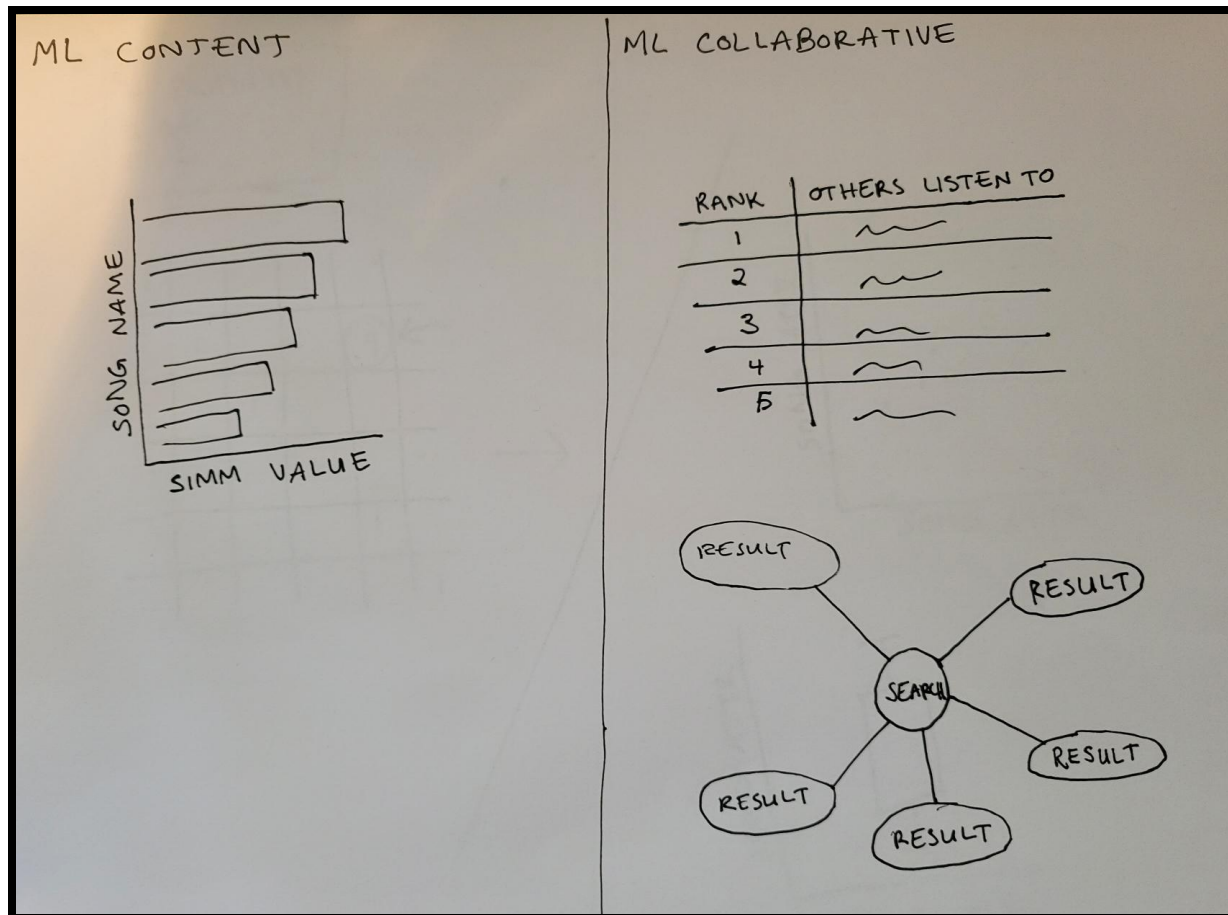 ML CONTENT
SONG NAME
SIMM VALUE
ML COLLABORATIVE
RANK OTHERS LISTEN TO
1
2
3
4
5
RESULT
RESULT
SEARCH
RESULT
RESULT
RESULT